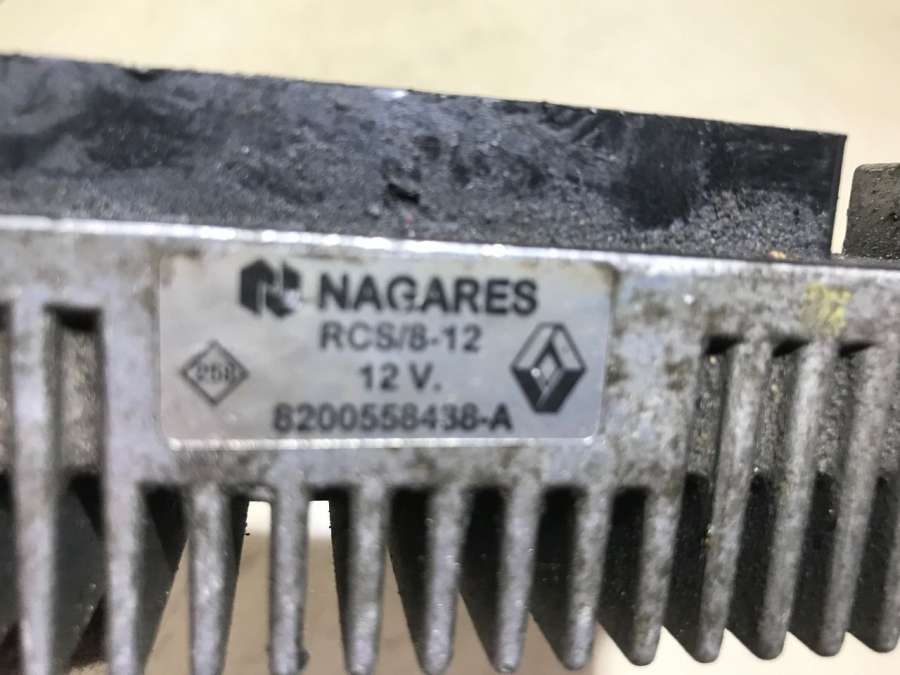 NAGARES
RCS/8-12
12 V.
8200558438-A